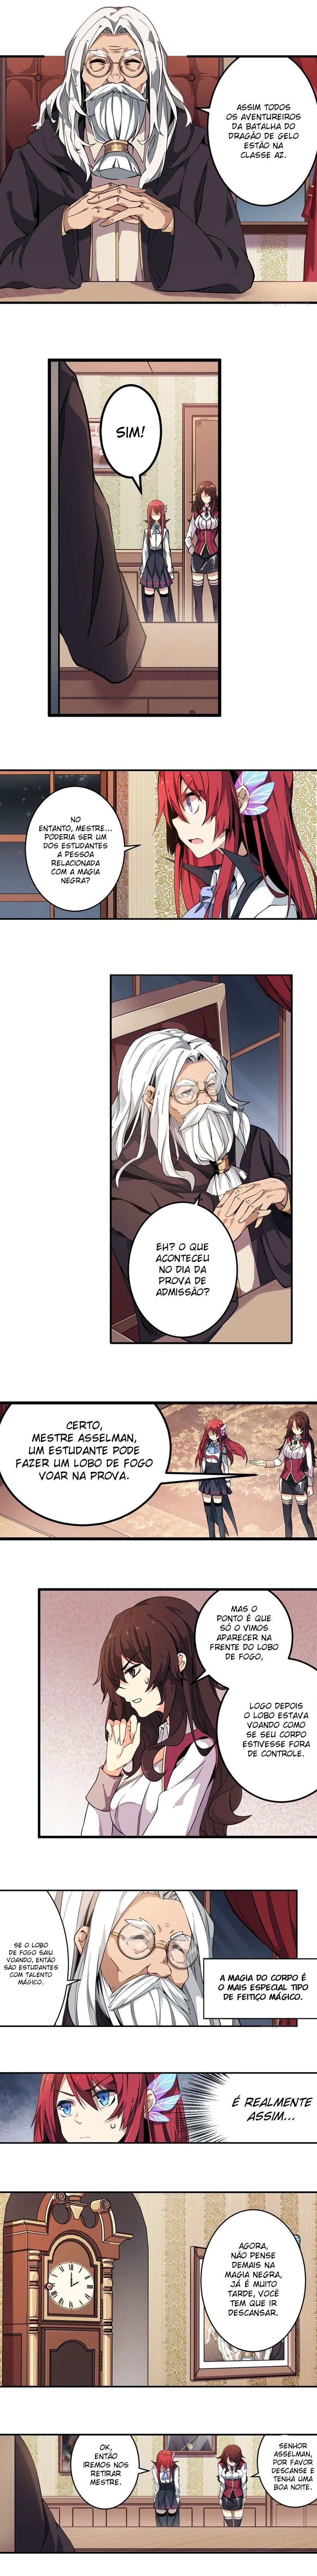 ASSIM TODOS
OS AVENTUREIROS
DA BATALHA DO
DRAGÃO DE GELO
ESTÃO NA
CLASSE AZ.
SIM!
NO
ENTANTO, MESTRE...
PODERIA SER UM
DOS ESTUDANTES
A PESSOA
RELACIONADA
COM A MAGIA
NEGRA?
EH? O QUE
ACONTECEU
NO DIA DA
PROVA DE
ADMISSÃO?
CERTO,
MESTRE ASSELMAN,
UM ESTUDANTE PODE
FAZER UM LOBO DE FOGO
VOAR NA PROVA.
MAS O
PONTO É QUE
SÓ O VIMOS
APARECER NA
FRENTE DO LOBO
DE FOGO,
LOGO DEPOIS
O LOBO ESTAVA
VOANDO COMO
SE SEU CORPO
ESTIVESSE FORA
DE CONTROLE.
SE O LOBO
DE FOGO SAIU
VOANDO, ENTÃO
SÃO ESTUDANTES
COM TALENTO
MÁGICO.
A MAGIA DO CORPO É
O MAIS ESPECIAL TIPO
DE FEITIÇO MÁGICO.
É REALMENTE
ASSIM...
AGORA,
NÃO PENSE
DEMAIS NA
MAGIA NEGRA,
JÁ É MUITO
TARDE, VOCÊ
TEM QUE IR
DESCANSAR.
OK,
ENTÃO
IREMOS NOS
RETIRAR
MESTRE.
SENHOR
ASSELMAN,
POR FAVOR
DESCANSE E
TENHA UMA
BOA NOITE.